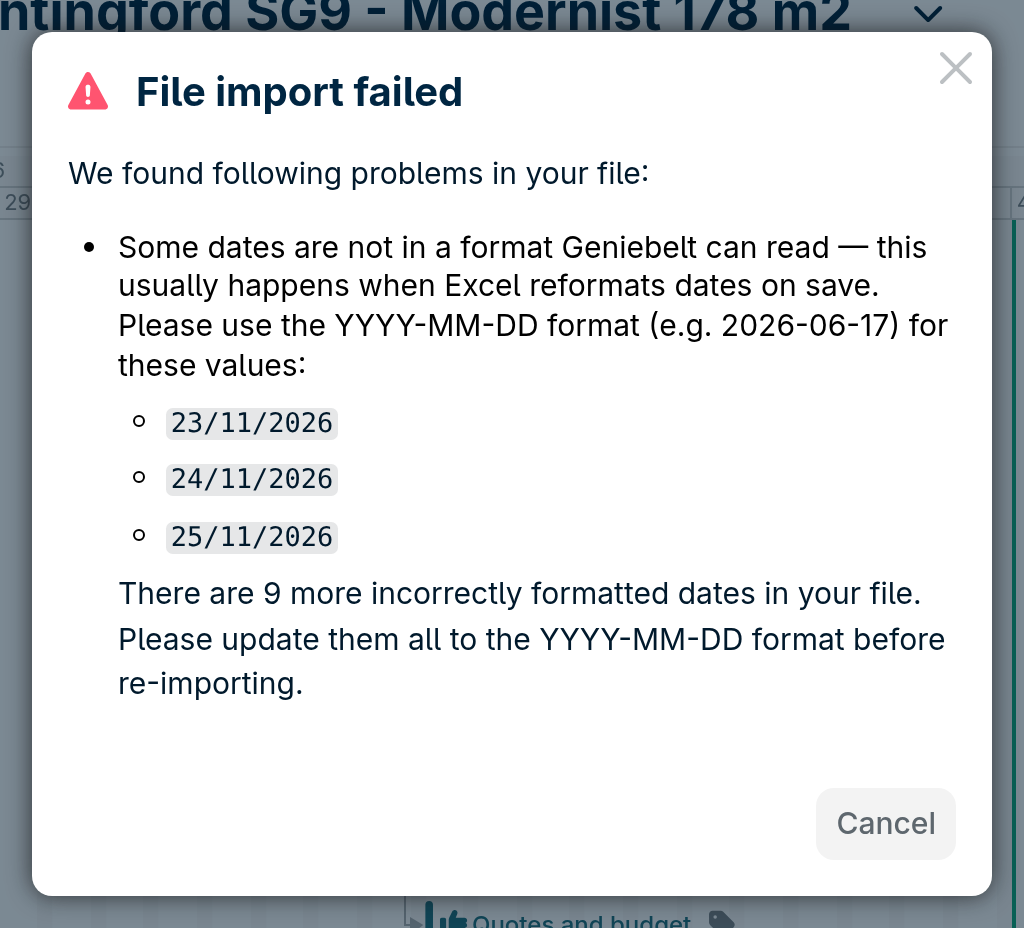 ntingford SG9 - Modernist 178 m2
File import failed
We found following problems in your file:
29
Some dates are not in a format Geniebelt can read — this
usually happens when Excel reformats dates on save.
Please use the YYYY-MM-DD format (e.g. 2026-06-17) for
these values:
23/11/2026
24/11/2026
25/11/2026
There are 9 more incorrectly formatted dates in your file.
Please update them all to the YYYY-MM-DD format before
re-importing.
Cancel
Quotes and budget